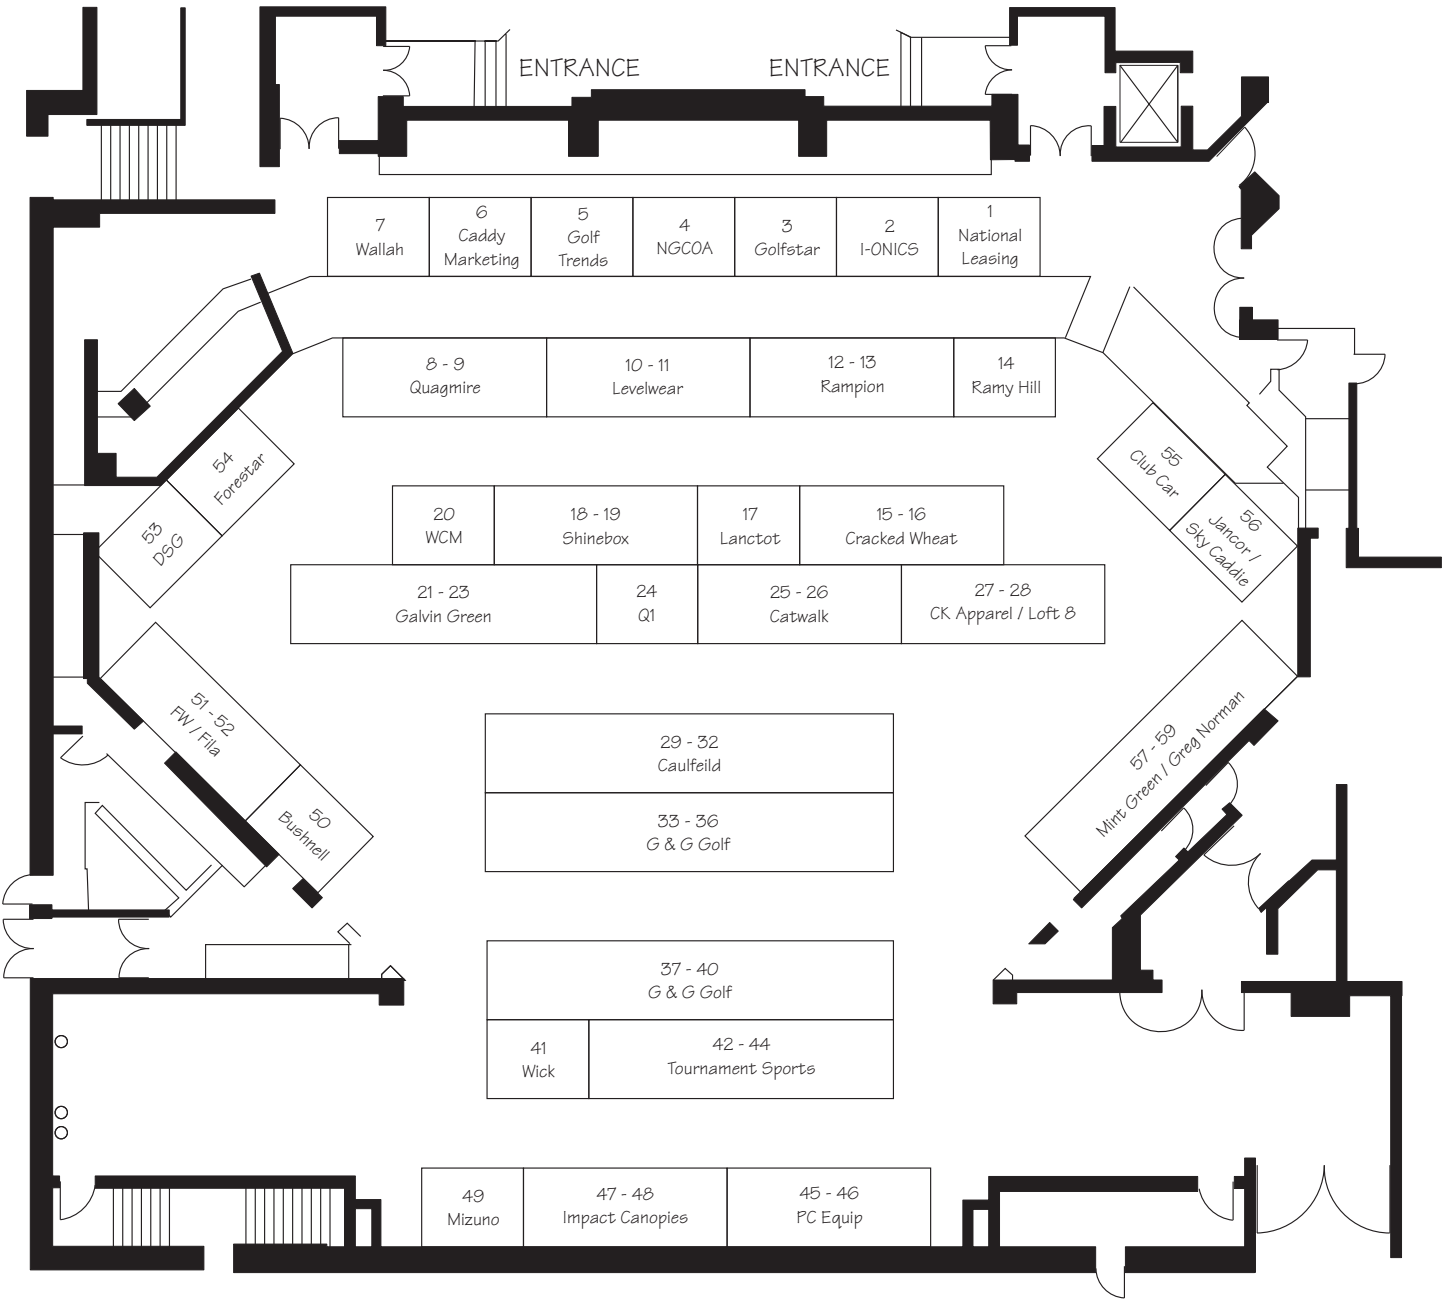 ENTRANCE
ENTRANCE
7
Wallah
6
Caddy
Marketing
5
Golf
Trends
4
NGCOA
3
Golfstar
2
I-ONICS
1
National
Leasing
8 - 9
Quagmire
10 - 11
Levelwear
12 - 13
Rampion
14
Ramy Hill
54
Forestar
53
DSG
55
Club Car
56
Jancor /
Sky Caddie
20
WCM
18 - 19
Shinebox
17
Lanctot
15 - 16
Cracked Wheat
21 - 23
Galvin Green
24
Q1
25 - 26
Catwalk
27 - 28
CK Apparel / Loft 8
51 - 52
FW / Fila
50
Bushnell
29 - 32
Caulfeild
33 - 36
G & G Golf
57 - 59
Mint Green / Greg Norman
37 - 40
G & G Golf
41
Wick
42 - 44
Tournament Sports
49
Mizuno
47 - 48
Impact Canopies
45 - 46
PC Equip